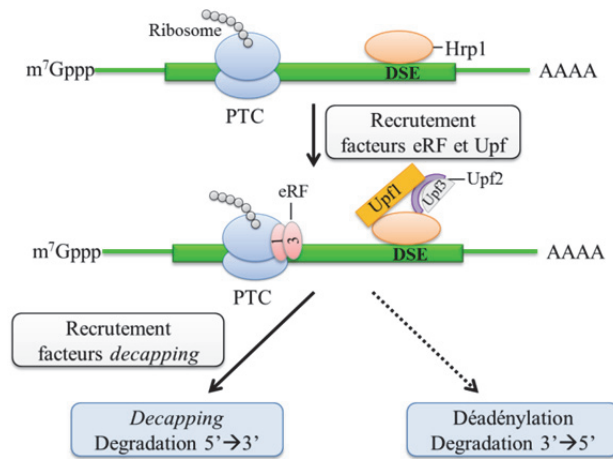 Ribosome
Hrp1
m⁷Gppp
DSE
AAAA
PTC
Recrutement
facteurs eRF et Upf
eRF
Upf1
Upf3
Upf2
1
3
m⁷Gppp
DSE
AAAA
PTC
Recrutement
facteurs decapping
Decapping
Degradation 5’→3’
Déadénylation
Degradation 3’→5’